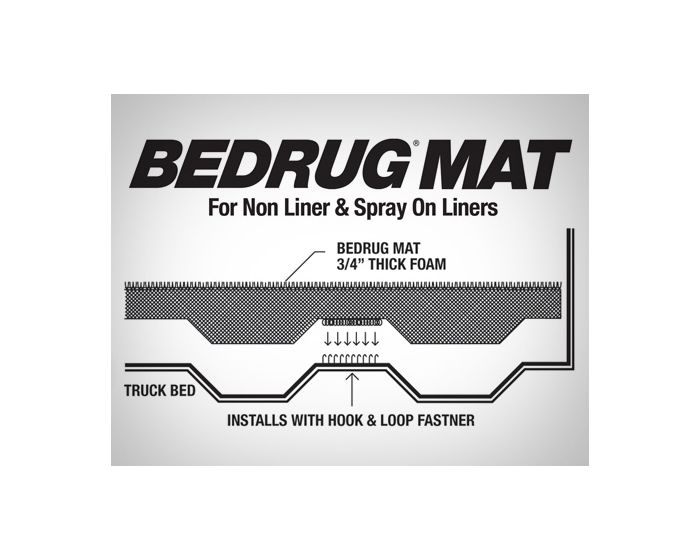 BEDRUG® MAT
For Non Liner & Spray On Liners
BEDRUG MAT
3/4" THICK FOAM
TRUCK BED
INSTALLS WITH HOOK & LOOP FASTNER